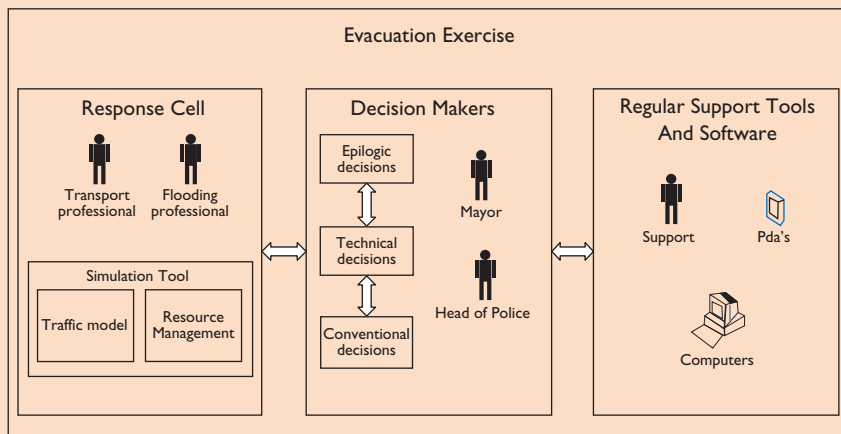 Evacuation Exercise
Response Cell
Transport
professional
Flooding
professional
Simulation Tool
Traffic model
Resource
Management
Decision Makers
Epilogic
decisions
Technical
decisions
Conventional
decisions
Mayor
Head of Police
Regular Support Tools
And Software
Support
Pda's
Computers